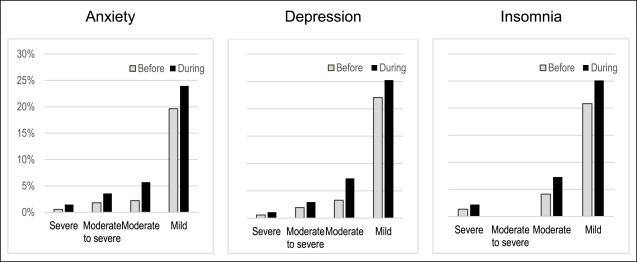 Anxiety
Depression
Insomnia
30%
25%
20%
15%
10%
5%
0%
Before During
Severe Moderate Moderate Mild
to severe
Before During
Severe Moderate Moderate Mild
to severe
Before During
Severe Moderate Moderate Mild
to severe